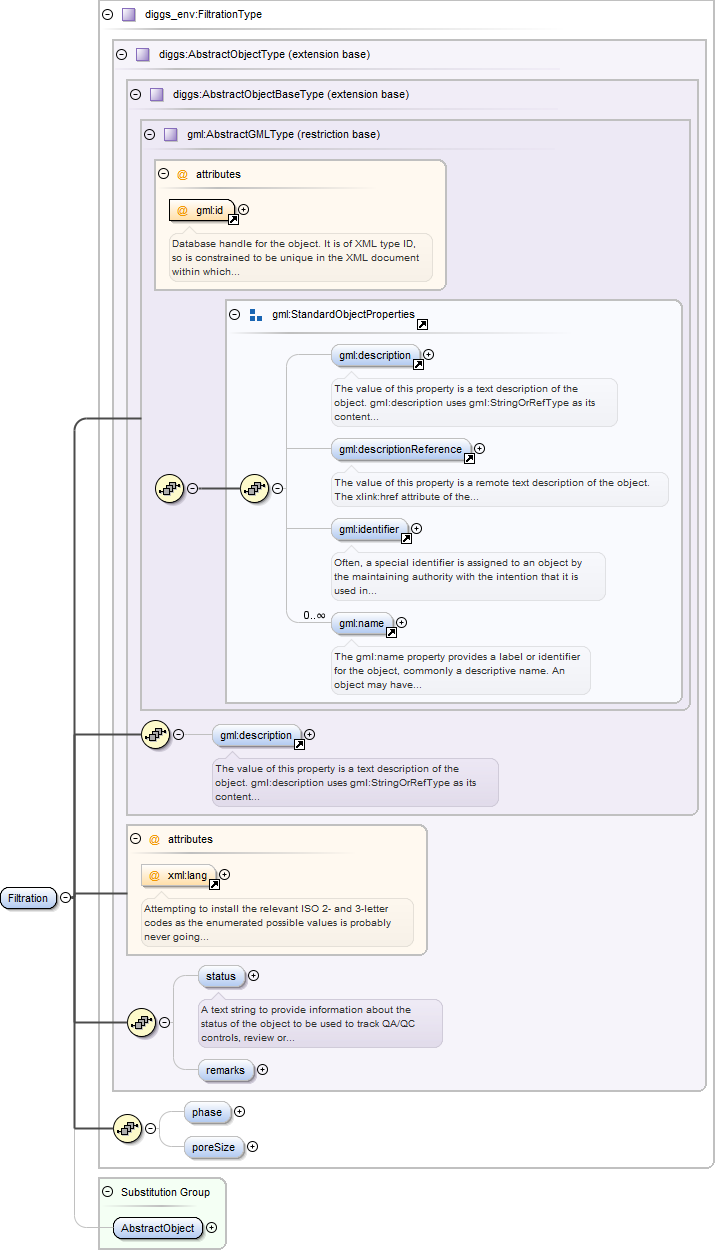 diggs_env:FiltrationType
diggs:AbstractObjectType (extension base)
diggs:AbstractObjectBaseType (extension base)
gml:AbstractGMLType (restriction base)
@ attributes
@ gml:id
Database handle for the object. It is of XML type ID,
so is constrained to be unique in the XML document
within which...
gml:StandardObjectProperties
gml:description
The value of this property is a text description of the
object. gml:description uses gml:StringOrRefType as its
content...
gml:descriptionReference
The value of this property is a remote text description of the object.
The xlink:href attribute of the...
gml:identifier
Often, a special identifier is assigned to an object by
the maintaining authority with the intention that it is
used in...
0..∞
gml:name
The gml:name property provides a label or identifier
for the object, commonly a descriptive name. An
object may have...
gml:description
The value of this property is a text description of the
object. gml:description uses gml:StringOrRefType as its
content...
@ attributes
@ xml:lang
Attempting to install the relevant ISO 2- and 3-letter
codes as the enumerated possible values is probably
never going...
Filtration
status
A text string to provide information about the
status of the object to be used to track QA/QC
controls, review or...
remarks
phase
poreSize
Substitution Group
AbstractObject